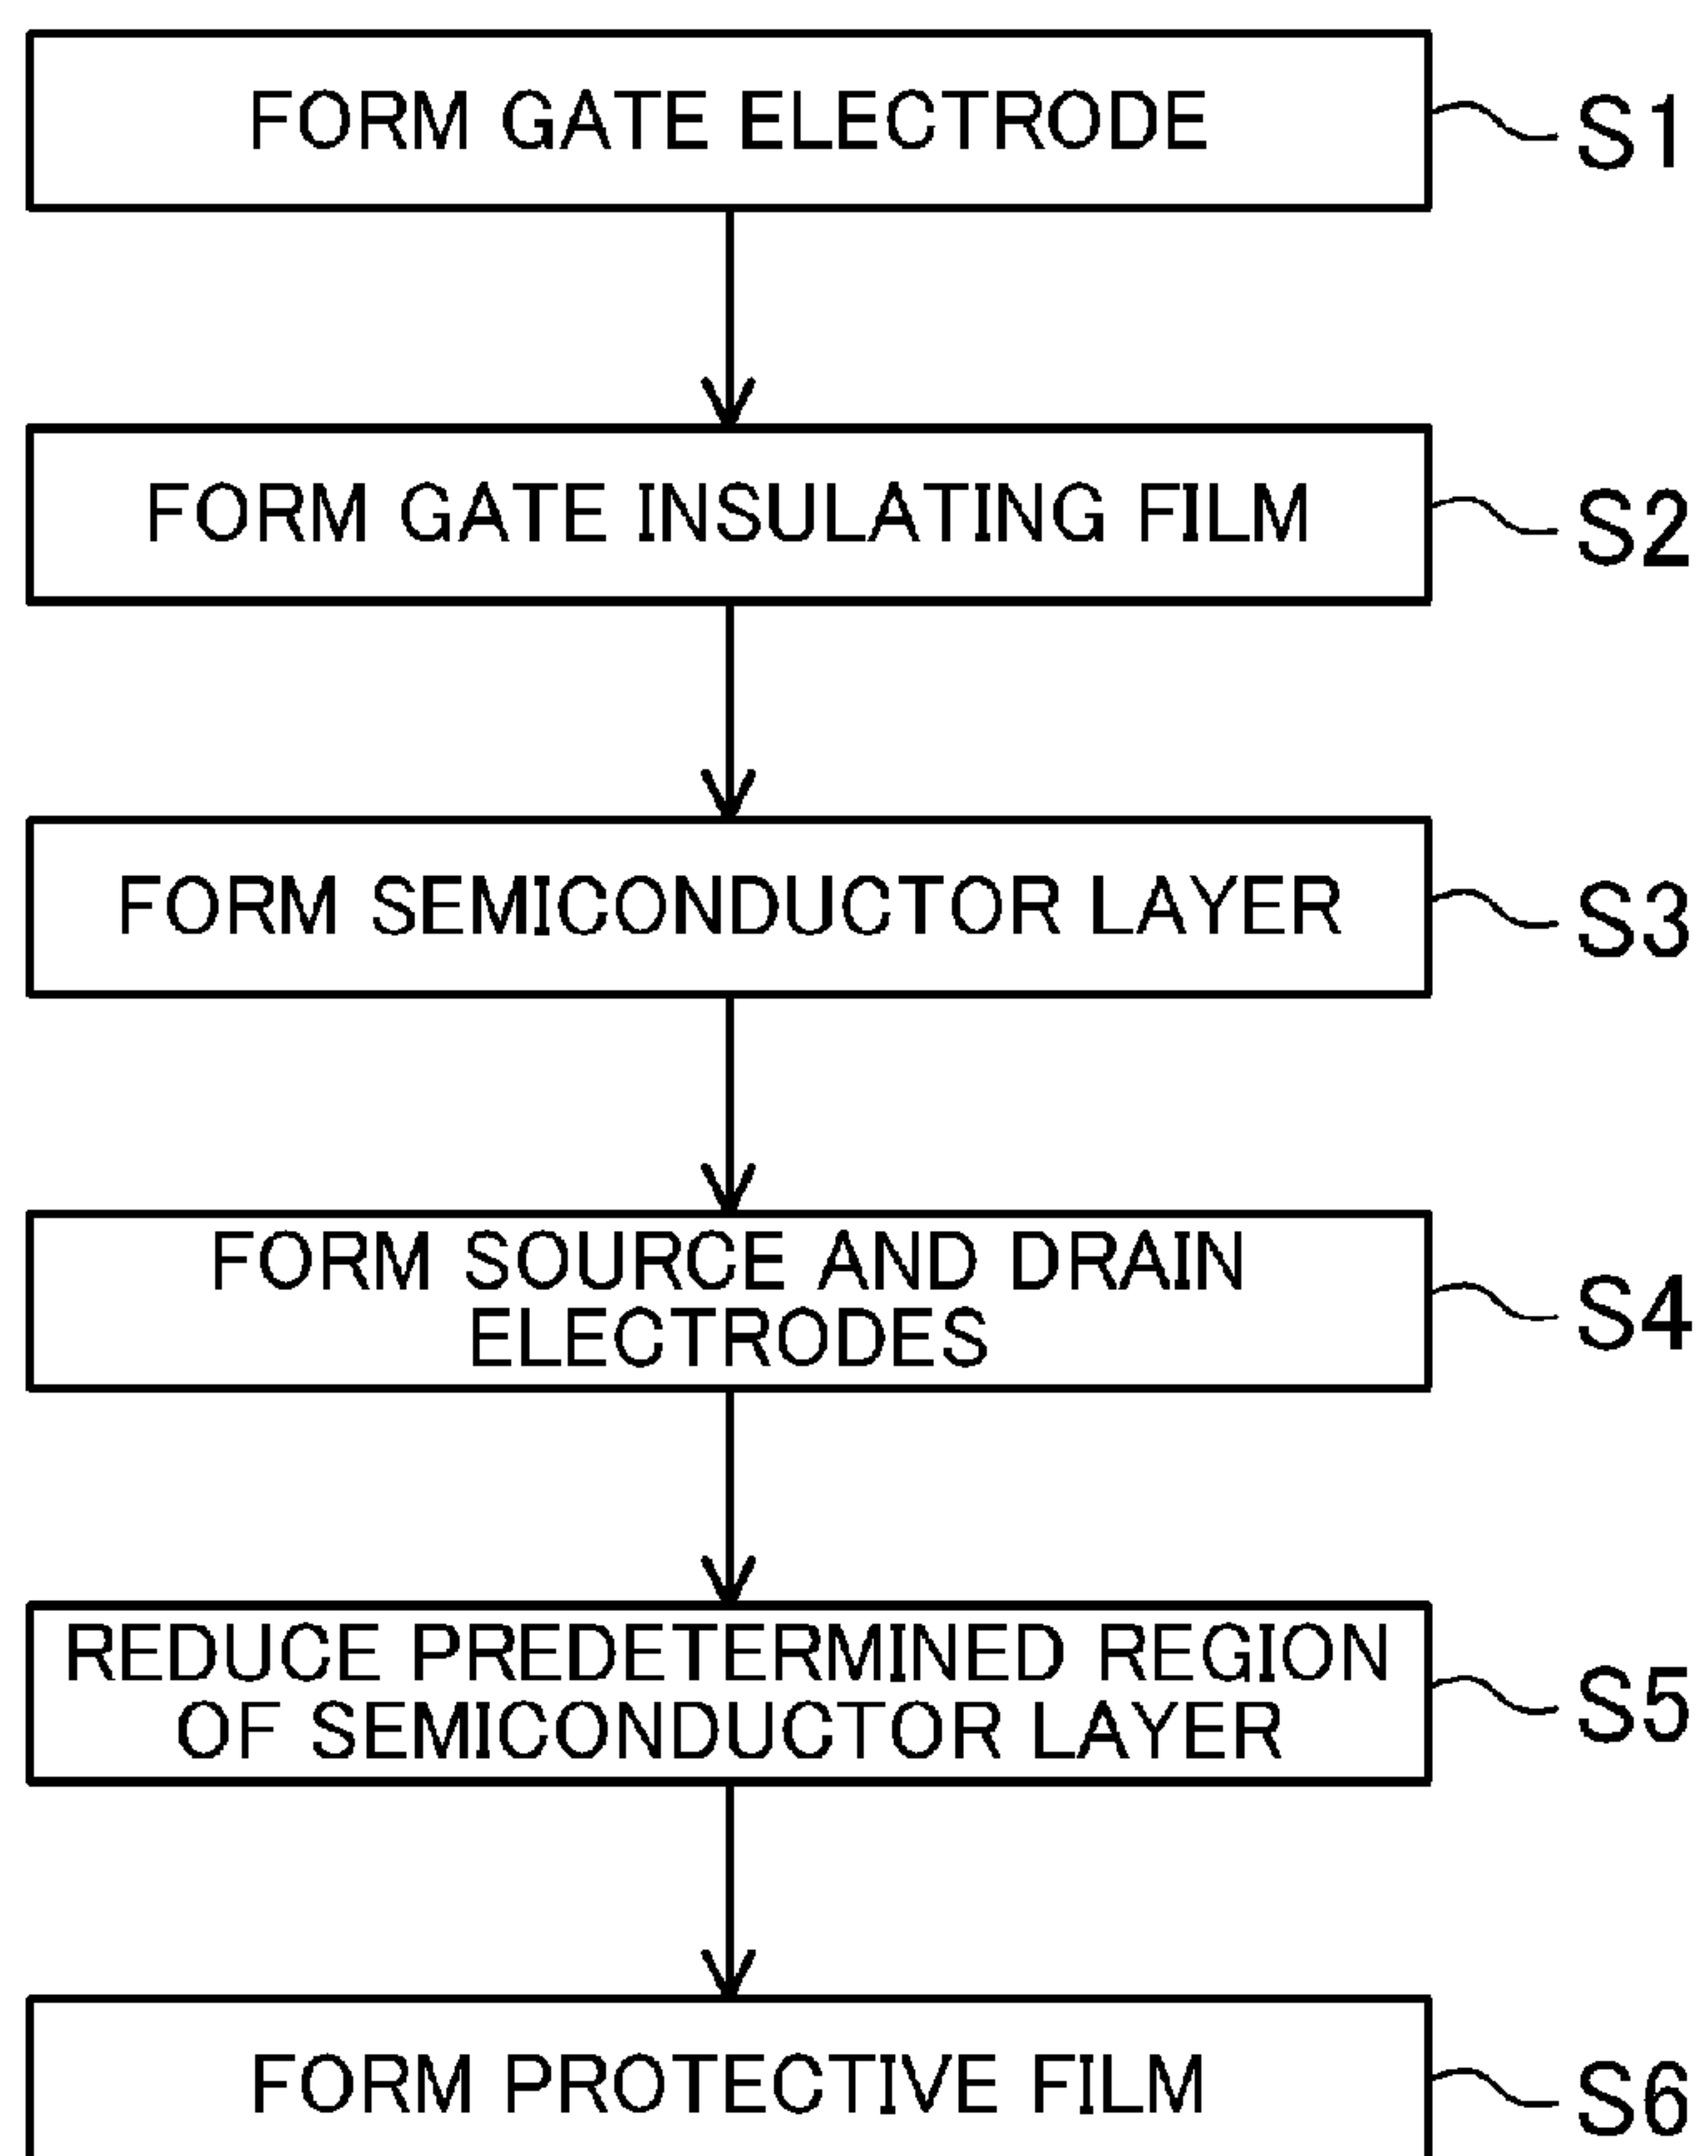 FORM GATE ELECTRODE
S1
FORM GATE INSULATING FILM
S2
FORM SEMICONDUCTOR LAYER
S3
FORM SOURCE AND DRAIN
ELECTRODES
S4
REDUCE PREDETERMINED REGION
OF SEMICONDUCTOR LAYER
S5
FORM PROTECTIVE FILM
S6